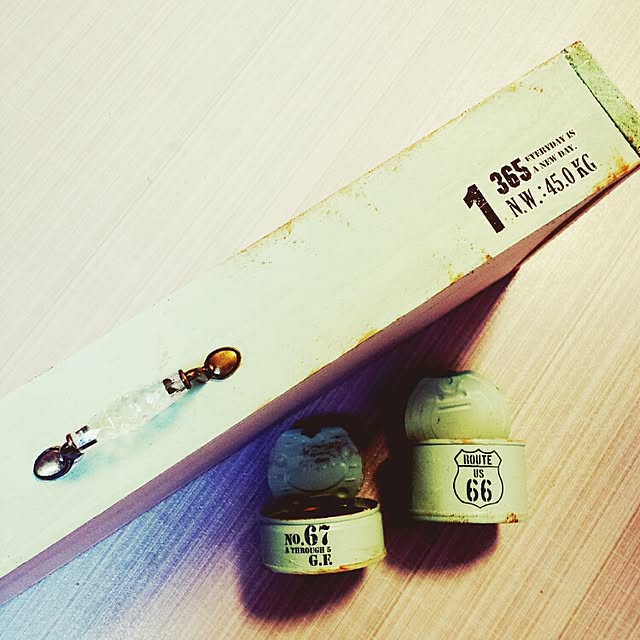 1 365 EVERYDAY IS
A NEW DAY.
N.W.:45.0 KG
ROUTE
US
66
NO.67
A THROUGH 5
G.F.